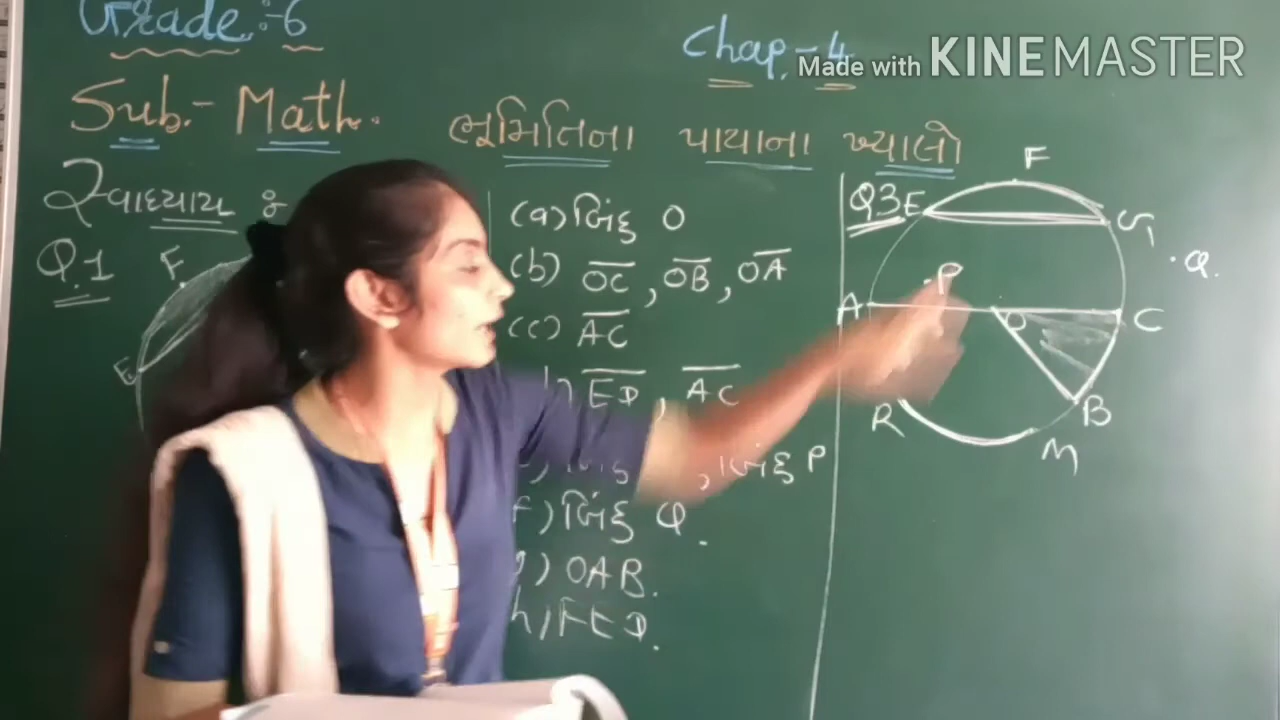 Grade :- 6
Chap. - 4
Made with KINEMASTER
Sub. - Math.
ભૂમિતિના પાયાના ખ્યાલો
સ્વાધ્યાય
Q.1
F
E
(a) બિંદુ O
(b) OC, OB, OA
(c) AC
ED, AC
, બિંદુ P
f) બિંદુ Q.
g) OAB.
h) FED.
Q3
E
F
G
.Q.
.P
A
O
C
R
B
M